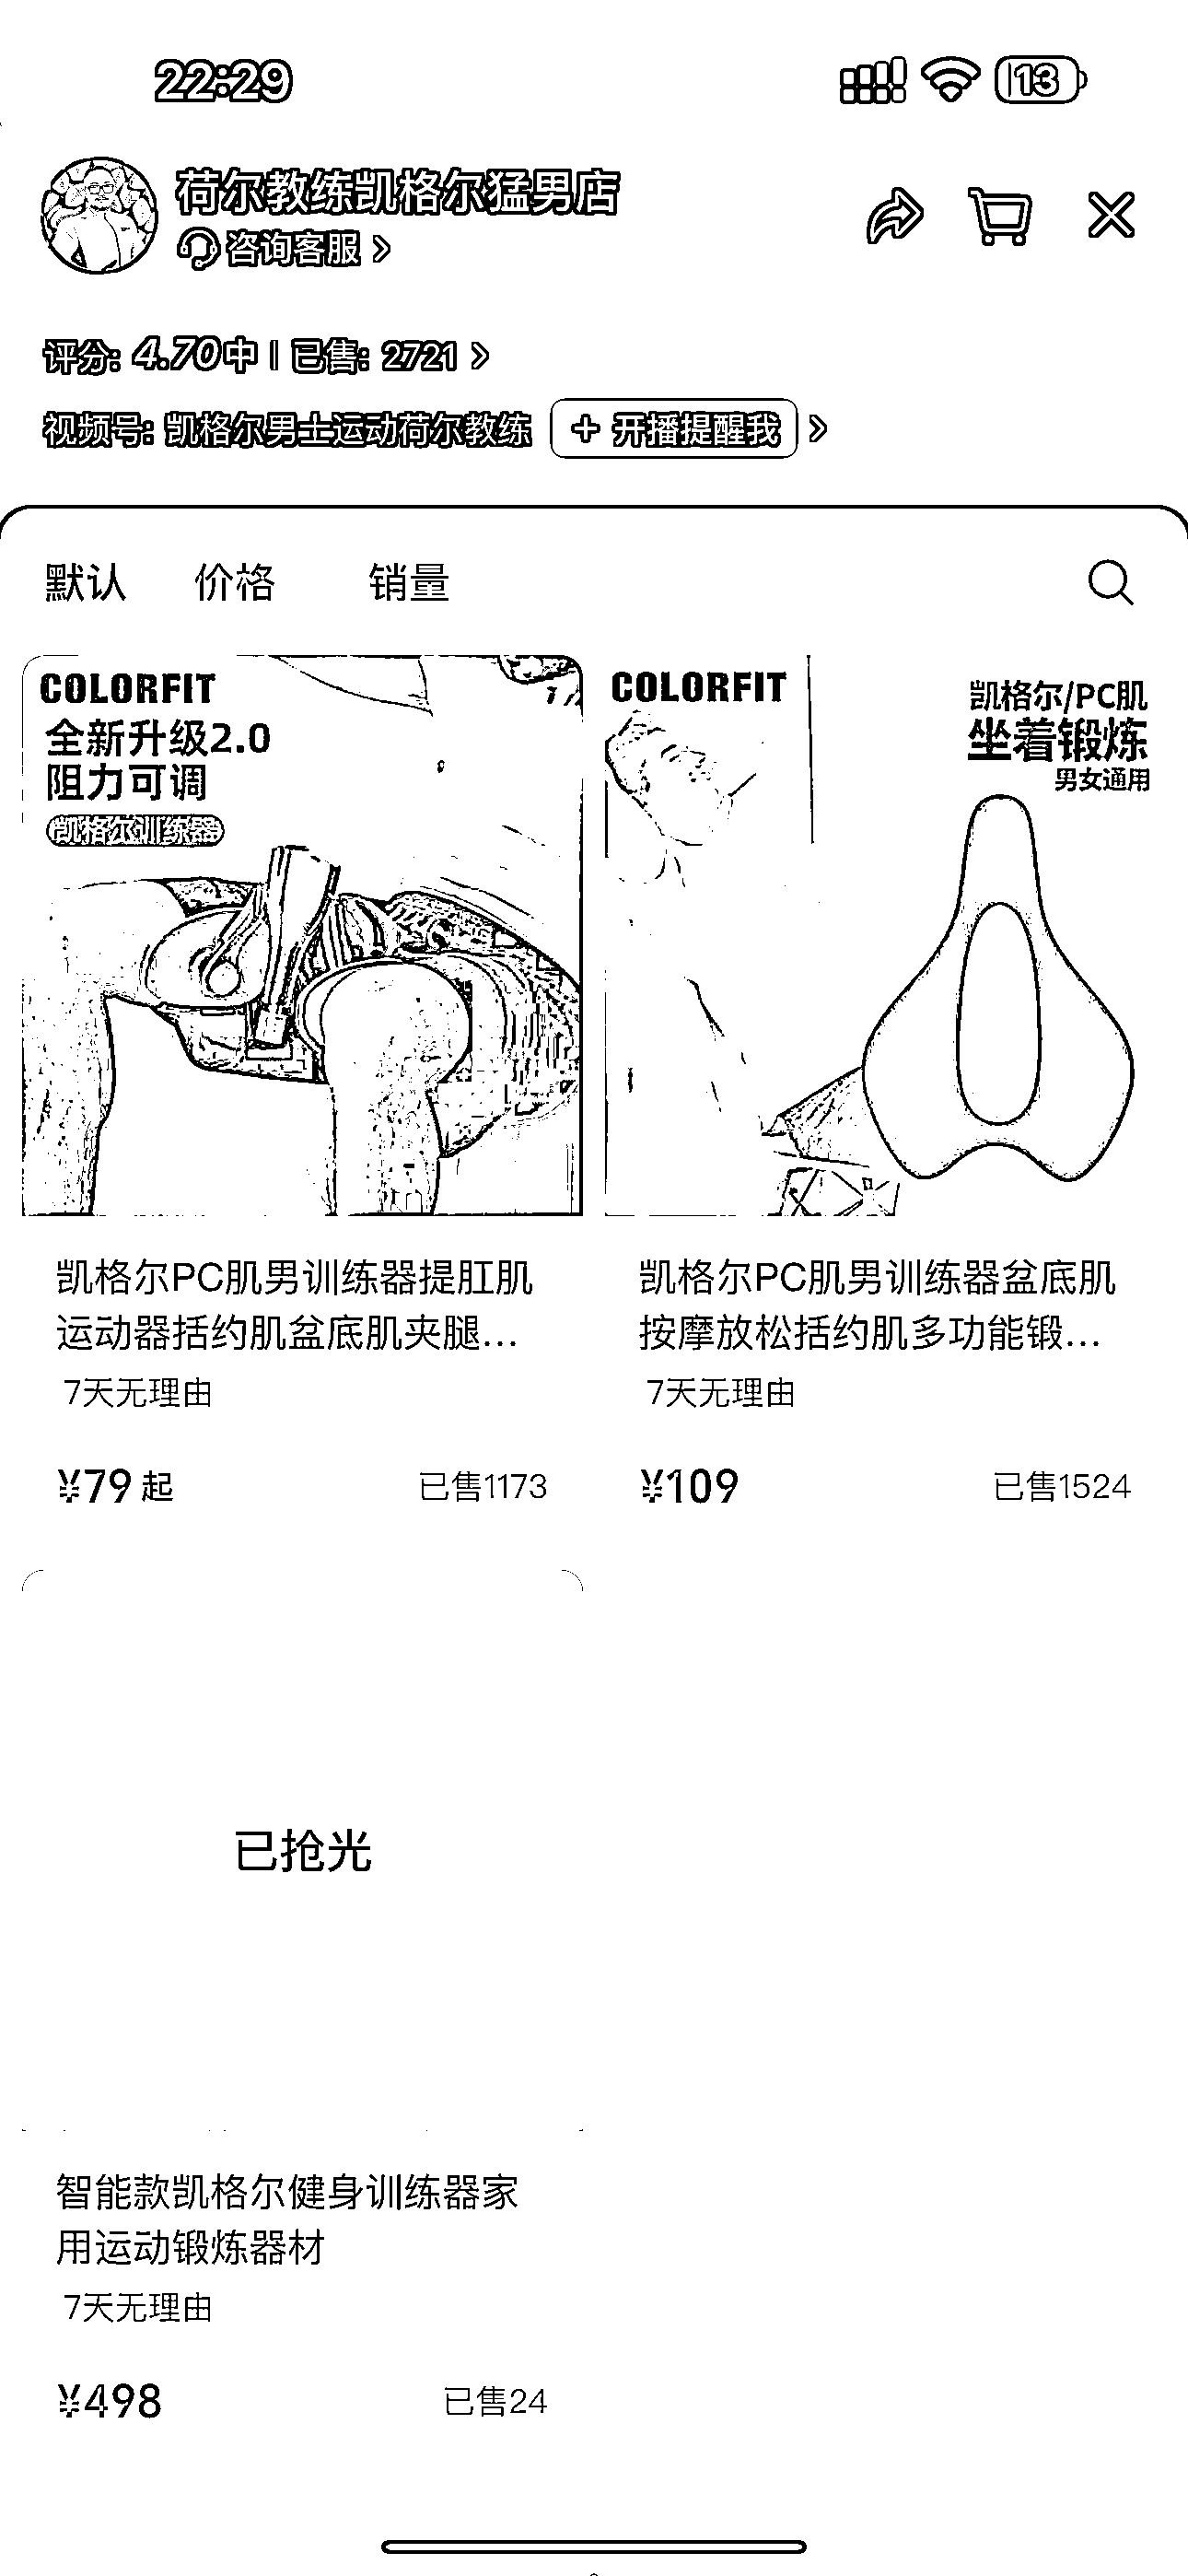 22:29
13
荷尔教练凯格尔猛男店
咨询客服
评分: 4.70中 | 已售: 2721
视频号: 凯格尔男士运动荷尔教练 + 开播提醒我
默认 价格 销量
COLORFIT
全新升级2.0
阻力可调
凯格尔训练器
COLORFIT
凯格尔/PC肌
坐着锻炼
男女通用
凯格尔PC肌男训练器提肛肌
运动器括约肌盆底肌夹腿...
7天无理由
¥79 起 已售1173
凯格尔PC肌男训练器盆底肌
按摩放松括约肌多功能锻...
7天无理由
¥109 已售1524
已抢光
智能款凯格尔健身训练器家
用运动锻炼器材
7天无理由
¥498 已售24